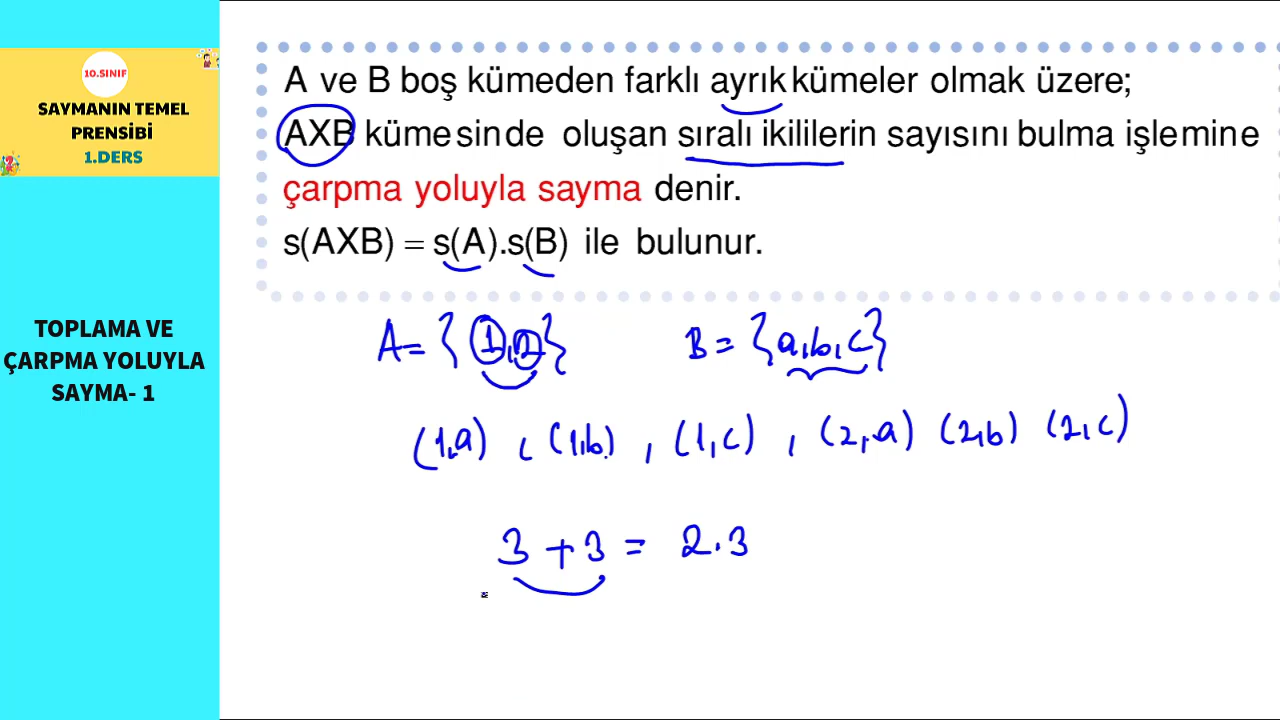 10.SINIF
SAYMANIN TEMEL
PRENSİBİ
1.DERS
TOPLAMA VE
ÇARPMA YOLUYLA
SAYMA- 1
A ve B boş kümeden farklı ayrık kümeler olmak üzere;
AXB kümesinde oluşan sıralı ikililerin sayısını bulma işlemine
çarpma yoluyla sayma denir.
s(AXB) = s(A).s(B) ile bulunur.
A = { 1, 2 } B = { a, b, c }
(1,a) , (1,b) , (1,c) , (2,a) (2,b) (2,c)
3 + 3 = 2.3